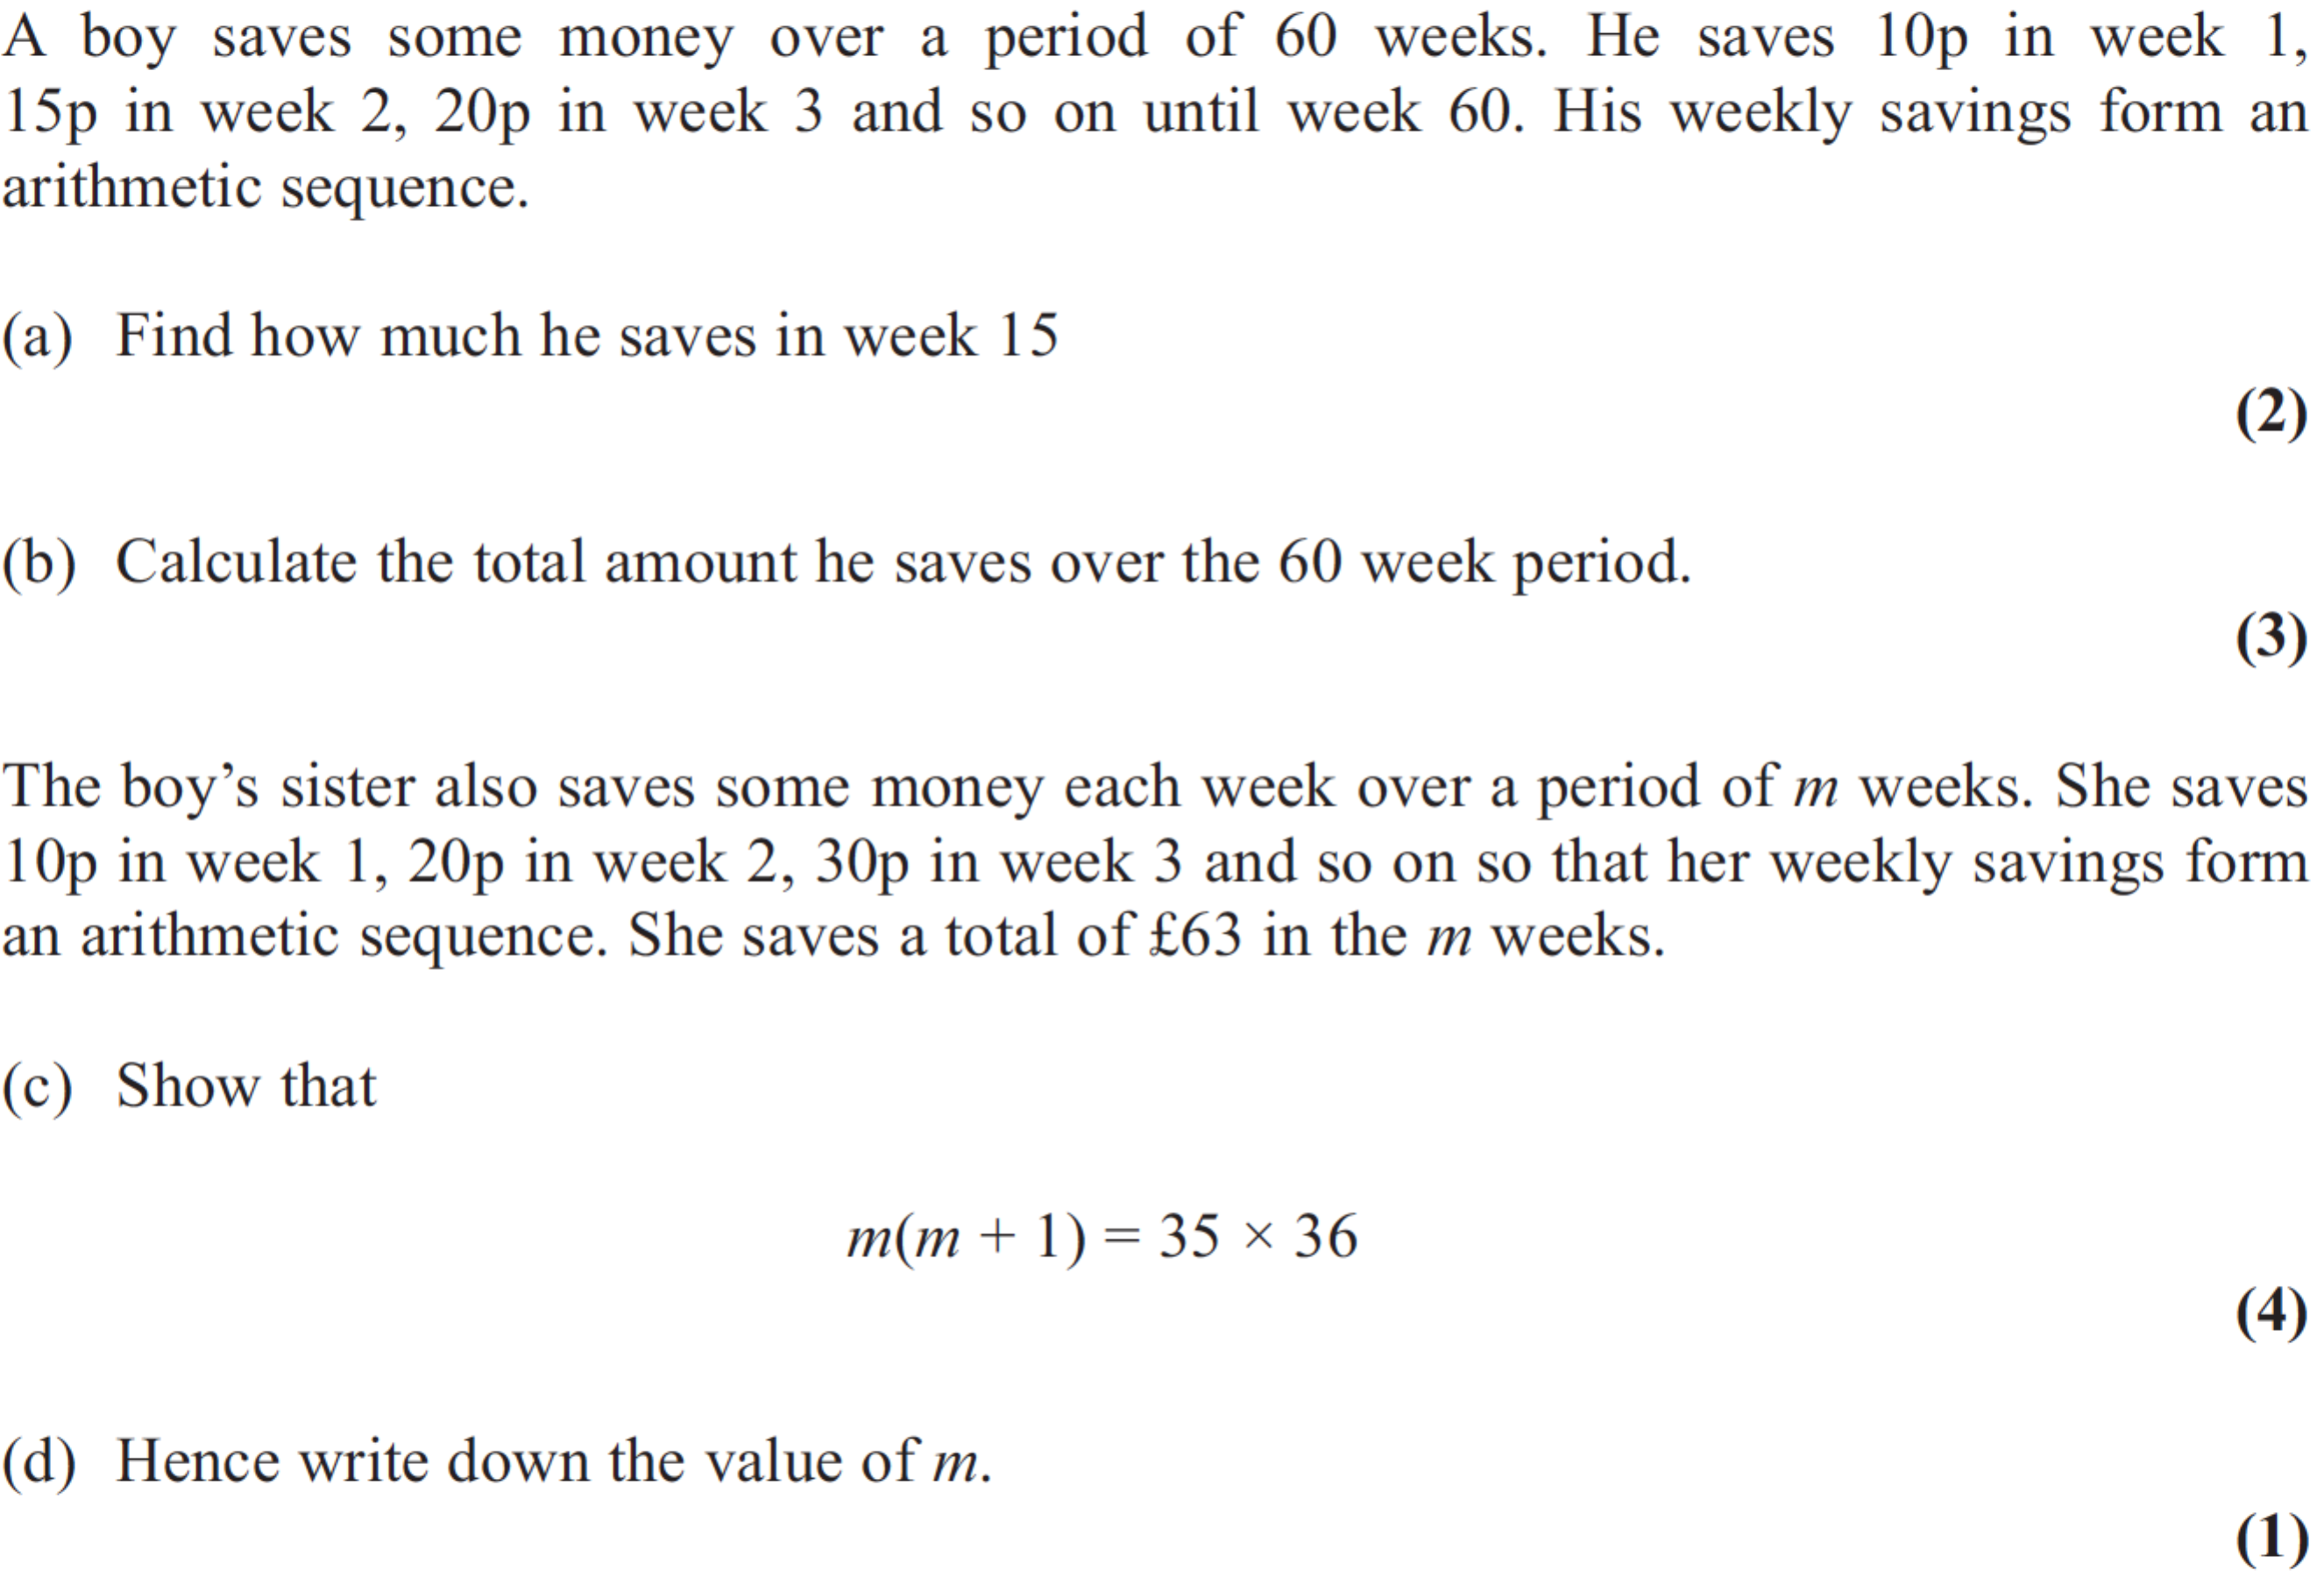 A boy saves some money over a period of 60 weeks. He saves 10p in week 1,
15p in week 2, 20p in week 3 and so on until week 60. His weekly savings form an
arithmetic sequence.
(a) Find how much he saves in week 15
(2)
(b) Calculate the total amount he saves over the 60 week period.
(3)
The boy’s sister also saves some money each week over a period of m weeks. She saves
10p in week 1, 20p in week 2, 30p in week 3 and so on so that her weekly savings form
an arithmetic sequence. She saves a total of £63 in the m weeks.
(c) Show that
m(m + 1) = 35 × 36
(4)
(d) Hence write down the value of m.
(1)